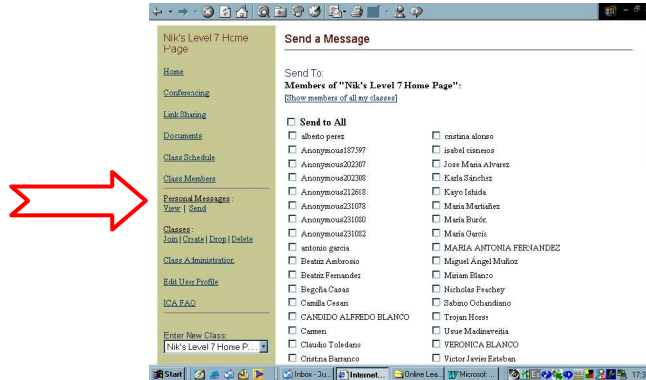 Nik's Level 7 Home
Page
Home
Conferencing
Link Sharing
Documents
Class Schedule
Class Members
Personal Messages :
View | Send
Classes :
Join | Create | Drop | Delete
Class Administration
Edit User Profile
ICA FAQ
Enter New Class:
Nik's Level 7 Home P...
Send a Message
Send To:
Members of "Nik's Level 7 Home Page":
[Show members of all my classes]
Send to All
alberto perez
Anonymous187597
Anonymous202307
Anonymous202308
Anonymous212618
Anonymous231078
Anonymous231080
Anonymous231082
antonio garcia
Beatriz Ambrosio
Beatriz Fernandez
Begoña Casas
Camilla Cesari
CANDIDO ALFREDO BLANCO
Carmen
Claudio Toledano
Cristina Barranco
cristina alonso
isabel cisneros
Jose Maria Alvarez
Karla Sánchez
Kayo Ishida
Maria Martiañez
María Burón
María García
MARIA ANTONIA FERNANDEZ
Miguel Ángel Muñoz
Miriam Blanco
Nicholas Peachey
Sabino Ochandiano
Trojan Horse
Usue Madinaveitia
VERONICA BLANCO
Victor Javier Esteban
Start
Inbox - Ju...
Internet...
Online Lea...
Microsof:...